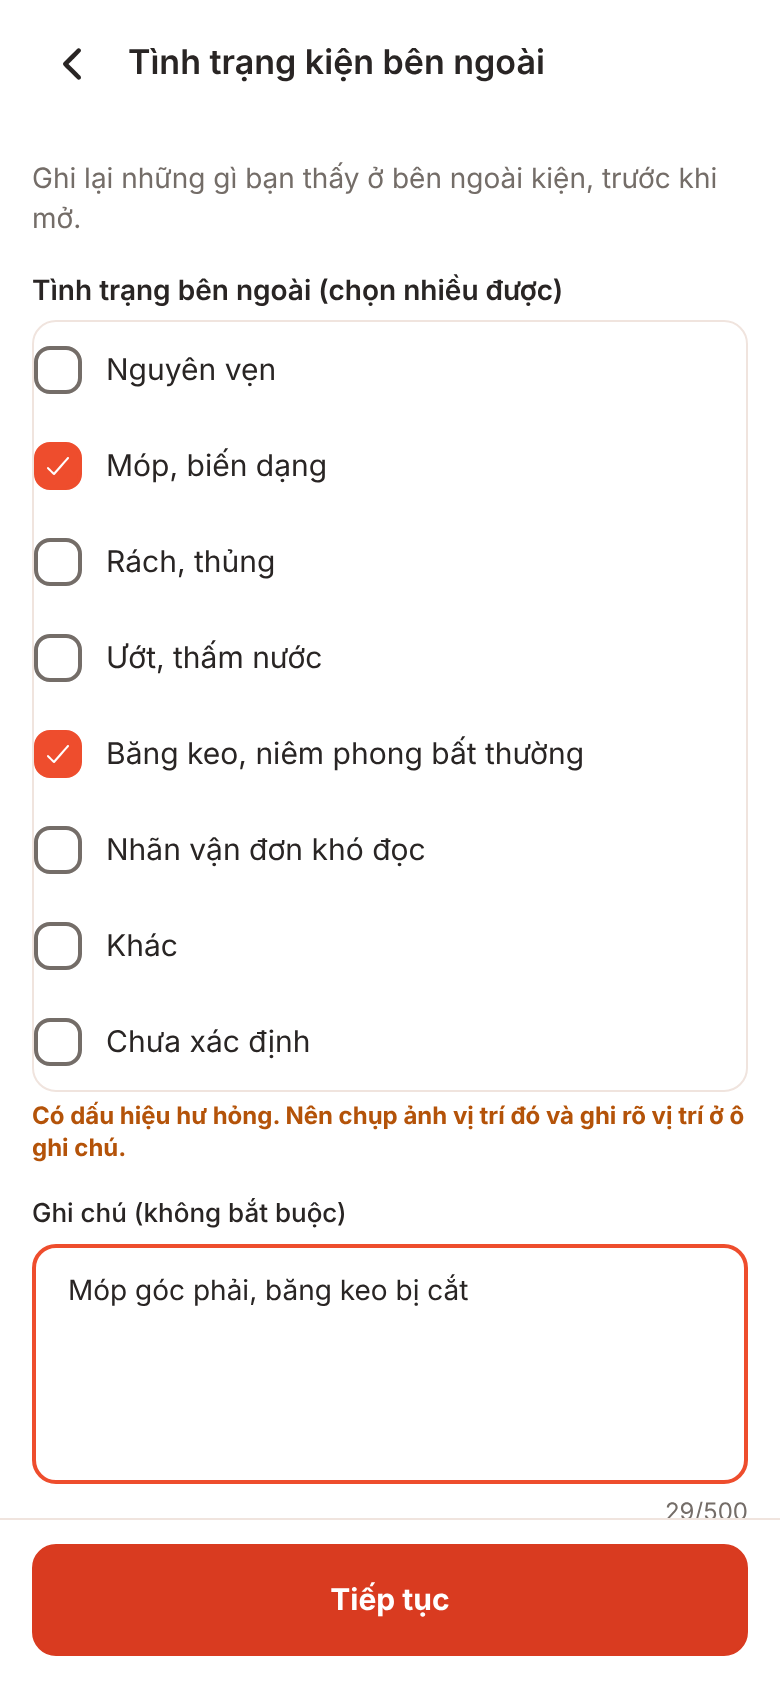 Tình trạng kiện bên ngoài
Ghi lại những gì bạn thấy ở bên ngoài kiện, trước khi
mở.
Tình trạng bên ngoài (chọn nhiều được)
Nguyên vẹn
Móp, biến dạng
Rách, thủng
Ướt, thấm nước
Băng keo, niêm phong bất thường
Nhãn vận đơn khó đọc
Khác
Chưa xác định
Có dấu hiệu hư hỏng. Nên chụp ảnh vị trí đó và ghi rõ vị trí ở ô
ghi chú.
Ghi chú (không bắt buộc)
Móp góc phải, băng keo bị cắt
29/500
Tiếp tục